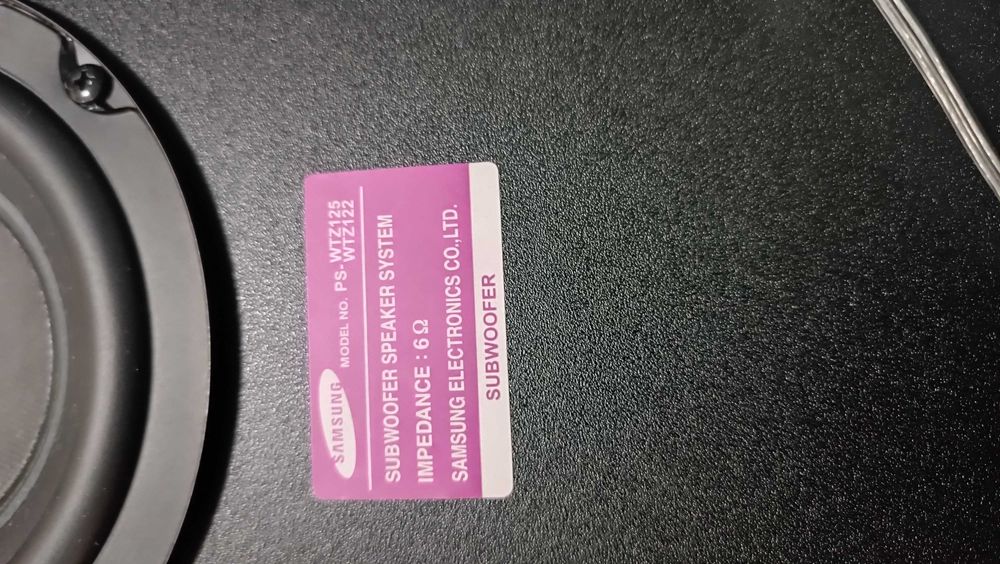 SAMSUNG MODEL NO. PS-WTZ125
WTZ122
SUBWOOFER SPEAKER SYSTEM
IMPEDANCE : 6 Ω
SAMSUNG ELECTRONICS CO.,LTD.
SUBWOOFER